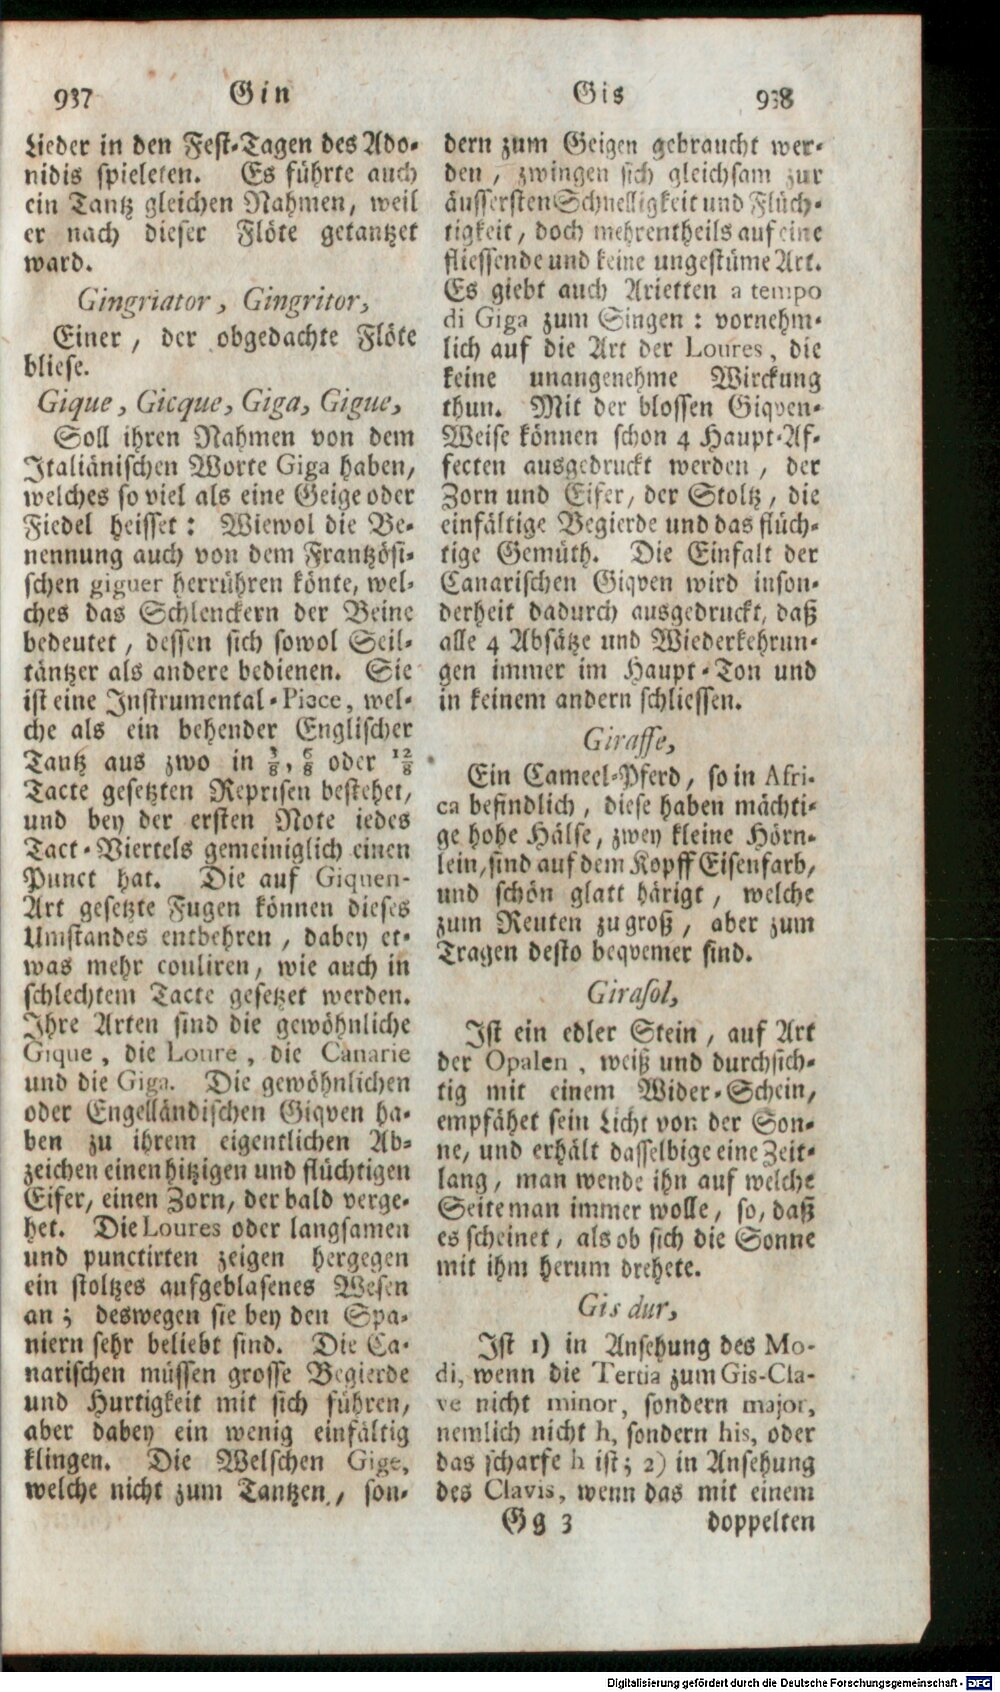 937 Gin
Lieder in den Fest-Tagen des Ado-
nidis spieleten. Es führte auch
ein Tantz gleichen Nahmen, weil
er nach dieser Flöte getantzet
ward.
Gingriator, Gingritor,
Einer, der obgedachte Flöte
bliese.
Gique, Gicque, Giga, Gigue,
Soll ihren Nahmen von dem
Italiänischen Worte Giga haben,
welches so viel als eine Geige oder
Fiedel heisset: Wiewol die Be-
nennung auch von dem Frantzösi-
schen giguer herrühren könte, wel-
ches das Schlenckern der Beine
bedeutet, dessen sich sowol Seil-
täntzer als andere bedienen. Sie
ist eine Instrumental-Piece, wel-
che als ein behender Englischer
Tantz aus zwo in 3/8, 6/8 oder 12/8
Tacte gesetzten Reprisen bestehet,
und bey der ersten Note iedes
Tact-Viertels gemeiniglich einen
Punct hat. Die auf Giquen-
Art gesetzte Fugen können dieses
Umstandes entbehren, dabey et-
was mehr couliren, wie auch in
schlechtem Tacte gesetzet werden.
Ihre Arten sind die gewöhnliche
Gique, die Loure, die Canarie
und die Giga. Die gewöhnlichen
oder Engelländischen Giqven ha-
ben zu ihrem eigentlichen Ab-
zeichen einen hitzigen und flüchtigen
Eifer, einen Zorn, der bald verge-
het. Die Loures oder langsamen
und punctirten zeigen hergegen
ein stoltzes aufgeblasenes Wesen
an; deswegen sie bey den Spa-
niern sehr beliebt sind. Die Ca-
narischen müssen grosse Begierde
und Hurtigkeit mit sich führen,
aber dabey ein wenig einfältig
klingen. Die Welschen Gige,
welche nicht zum Tantzen, son-
Gis 938
dern zum Geigen gebraucht wer-
den, zwingen sich gleichsam zur
äussersten Schnelligkeit und Flüch-
tigkeit, doch mehrentheils auf eine
fliessende und keine ungestüme Art.
Es giebt auch Arietten a tempo
di Giga zum Singen: vornehm-
lich auf die Art der Loures, die
keine unangenehme Wirckung
thun. Mit der blossen Giqven-
Weise können schon 4 Haupt-Af-
fecten ausgedruckt werden, der
Zorn und Eifer, der Stoltz, die
einfältige Begierde und das flüch-
tige Gemüth. Die Einfalt der
Canarischen Giqven wird inson-
derheit dadurch ausgedruckt, daß
alle 4 Absätze und Wiederkehrun-
gen immer im Haupt-Ton und
in keinem andern schliessen.
Giraffe,
Ein Cameel-Pferd, so in Afri-
ca befindlich, diese haben mächti-
ge hohe Hälse, zwey kleine Hörn-
lein, sind auf dem Kopff Eisenfarb,
und schön glatt härigt, welche
zum Reuten zu groß, aber zum
Tragen desto beqvemer sind.
Girasol,
Ist ein edler Stein, auf Art
der Opalen, weiß und durchsich-
tig mit einem Wider-Schein,
empfähet sein Licht von der Son-
ne, und erhält dasselbige eine Zeit-
lang, man wende ihn auf welche
Seite man immer wolle, so, daß
es scheinet, als ob sich die Sonne
mit ihm herum drehete.
Gis dur,
Ist 1) in Ansehung des Mo-
di, wenn die Tertia zum Gis-Cla-
ve nicht minor, sondern major,
nemlich nicht h, sondern his, oder
das scharfe h ist; 2) in Ansehung
des Clavis, wenn das mit einem
Gg 3 doppelten
Digitalisierung gefördert durch die Deutsche Forschungsgemeinschaft - DFG